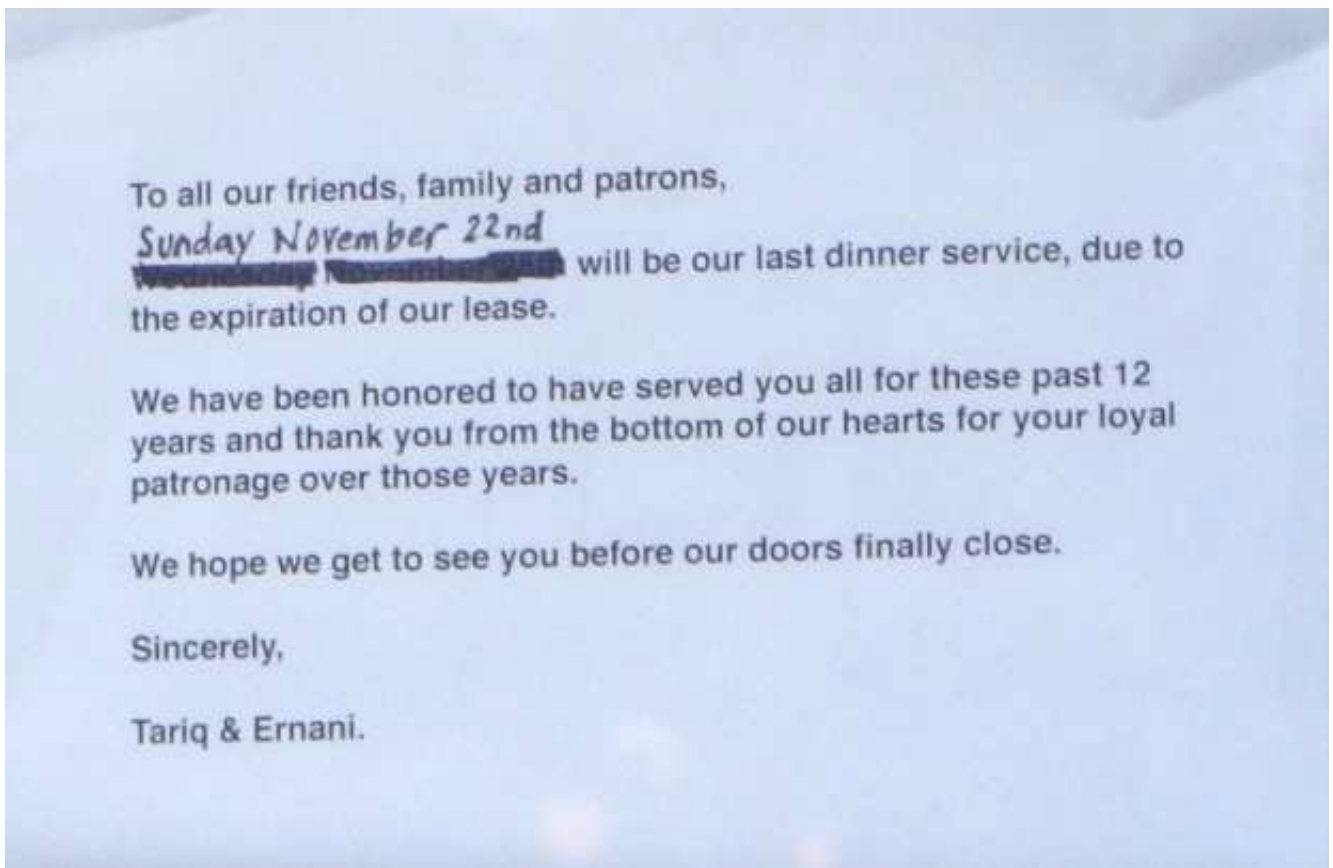 To all our friends, family and patrons,
Sunday November 22nd
Wednesday November 25th will be our last dinner service, due to
the expiration of our lease.
We have been honored to have served you all for these past 12
years and thank you from the bottom of our hearts for your loyal
patronage over those years.
We hope we get to see you before our doors finally close.
Sincerely,
Tariq & Ernani.